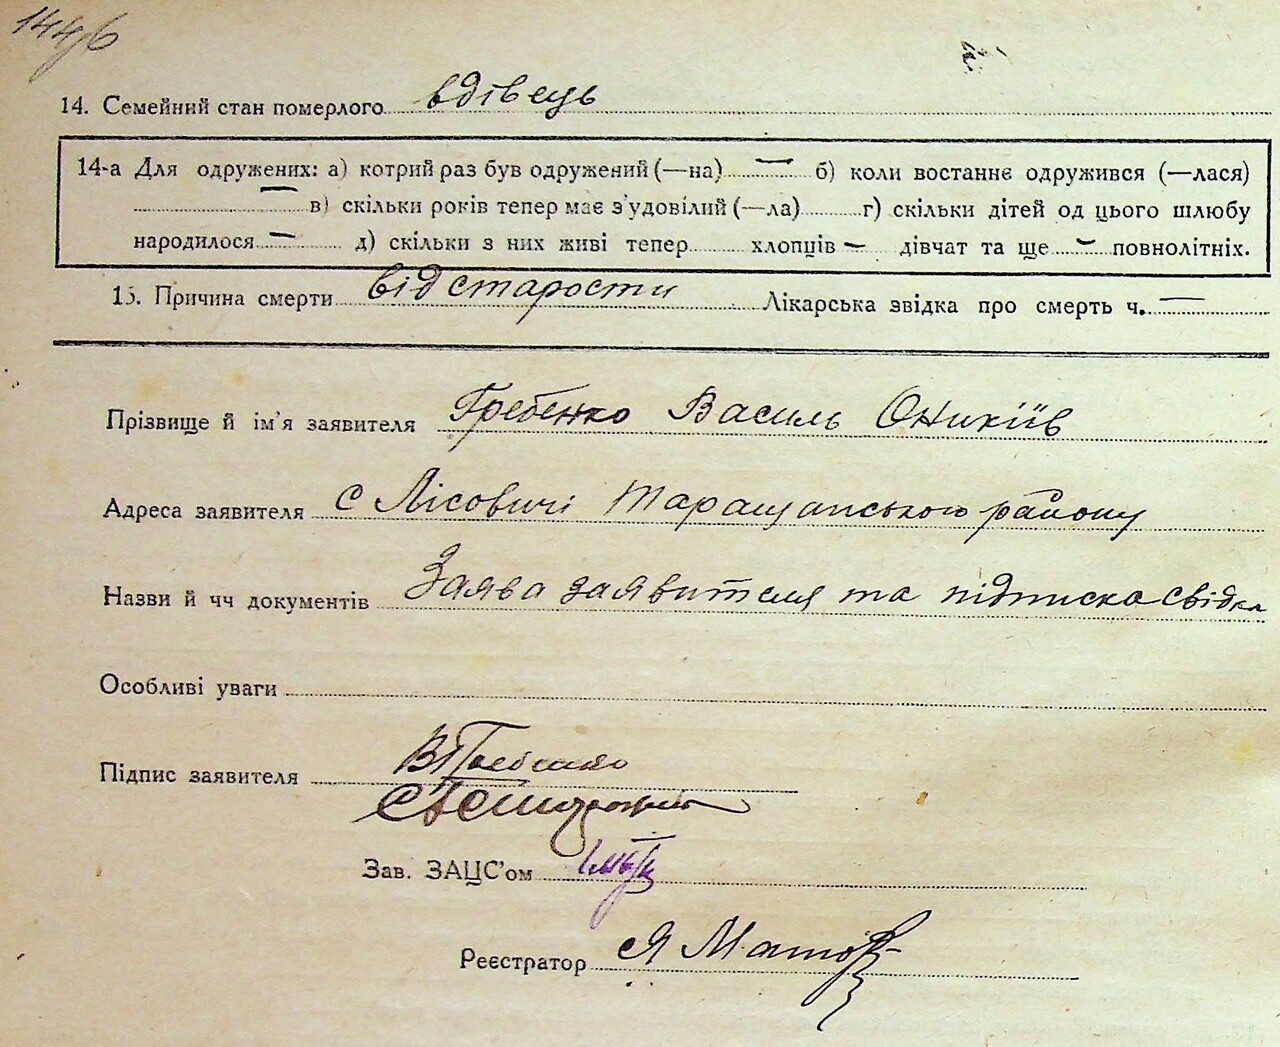 1446
14. Семейний стан померлого вдівець
14-а Для одружених: а) котрий раз був одружений (—на) — б) коли востаннє одружився (—лася)
— в) скільки років тепер має з'удовілий (—ла) г) скільки дітей од цього шлюбу
народилося — д) скільки з них живі тепер хлопців — дівчат та ще — повнолітніх.
15. Причина смерти від старости Лікарська звідка про смерть ч. —
Прізвище й ім'я заявителя Гребенко Василь Оникіїв
Адреса заявителя с Лісовичі Таращанського району
Назви й чч документів Заява заявителя та підписка свідка
Особливі уваги
Підпис заявителя В Гребенко
Зав. ЗАЦС'ом
Реєстратор Я